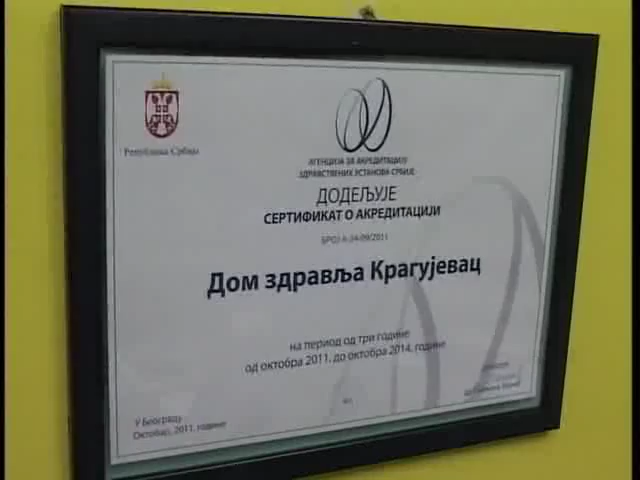 Република Србија
АГЕНЦИЈА ЗА АКРЕДИТАЦИЈУ
ЗДРАВСТВЕНИХ УСТАНОВА СРБИЈЕ
ДОДЕЉУЈЕ
СЕРТИФИКАТ О АКРЕДИТАЦИЈИ
БРОЈ
Дом здравља Крагујевац
на период од три године
од октобра 2011. до октобра 2014. године
У Београду
Октобар, 2011. године